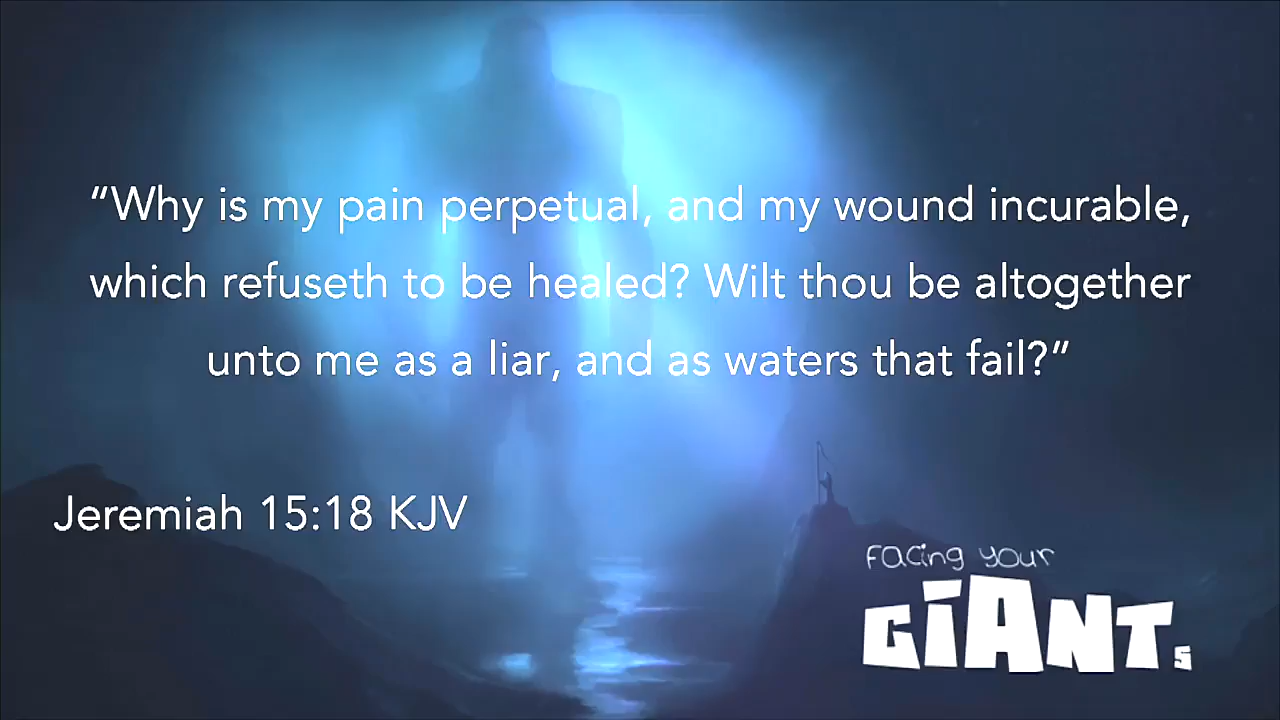 “Why is my pain perpetual, and my wound incurable,
which refuseth to be healed? Wilt thou be altogether
unto me as a liar, and as waters that fail?”
Jeremiah 15:18 KJV
Facing your
GiANTs